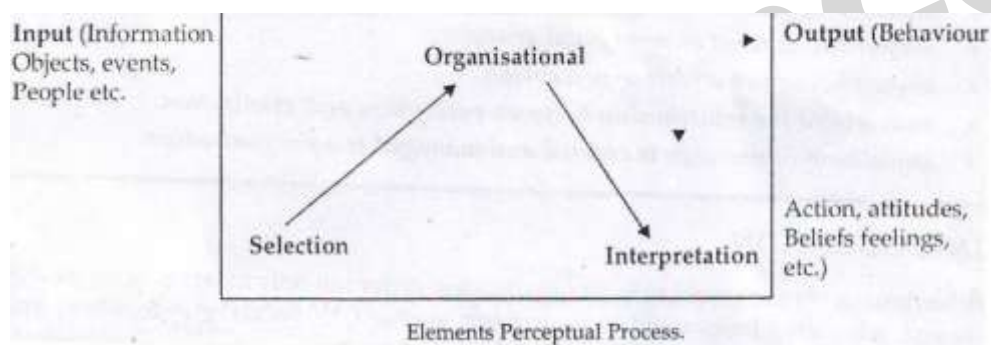 Input (Information
Objects, events,
People etc.
Organisational
Output (Behaviour
Selection
Interpretation
Action, attitudes,
Beliefs feelings,
etc.)
Elements Perceptual Process.